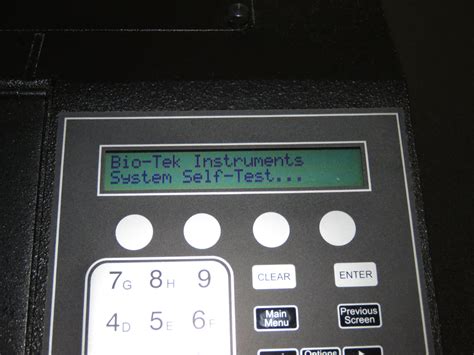 Bio-Tek Instruments
System Self-Test...
7G 8H 9 CLEAR ENTER
4D 5E 6F Main Menu Previous Screen
Options